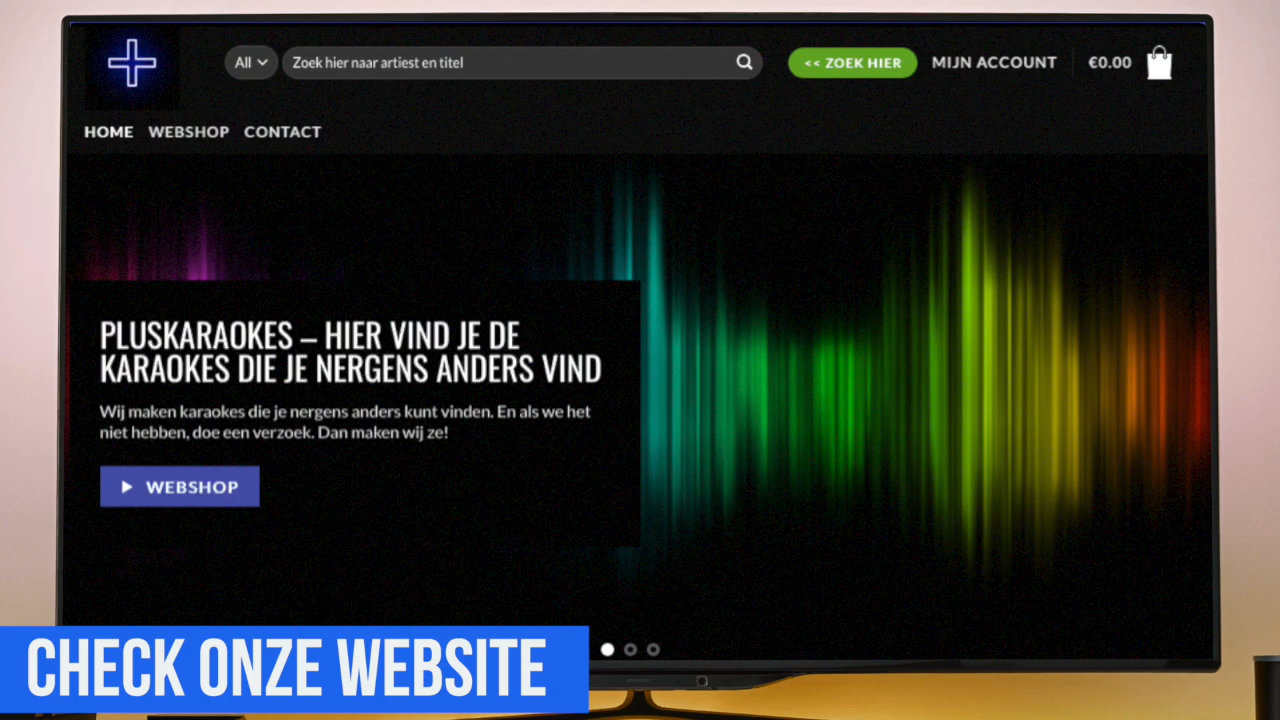 All
Zoek hier naar artiest en titel
<< ZOEK HIER
MIJN ACCOUNT
€0.00
HOME WEBSHOP CONTACT
PLUSKARAOKES – HIER VIND JE DE
KARAOKES DIE JE NERGENS ANDERS VIND
Wij maken karaokes die je nergens anders kunt vinden. En als we het
niet hebben, doe een verzoek. Dan maken wij ze!
WEBSHOP
CHECK ONZE WEBSITE